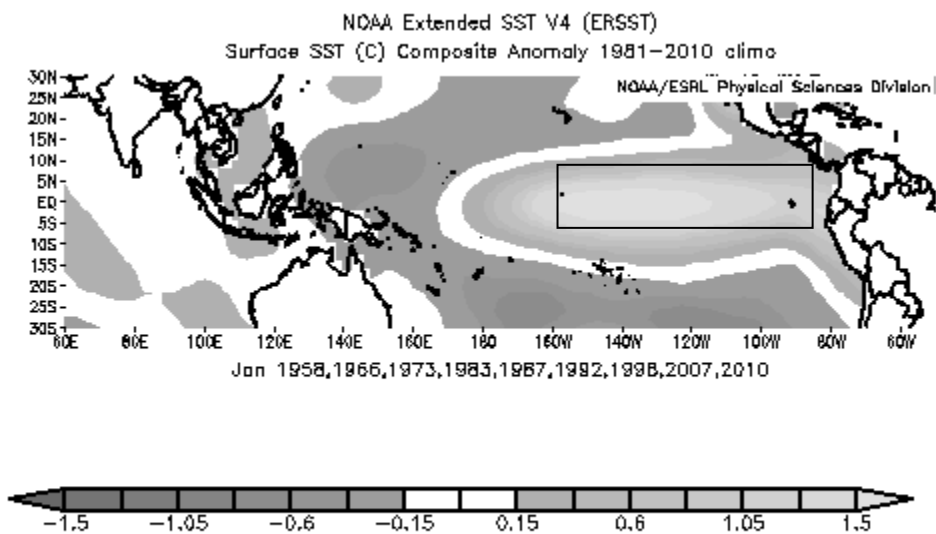 NOAA Extended SST V4 (ERSST)
Surface SST (C) Composite Anomaly 1981-2010 climo
NOAA/ESRL Physical Sciences Division
30N
25N
20N
15N
10N
5N
EQ
5S
10S
15S
20S
25S
30S
60E 80E 100E 120E 140E 160E 180 160W 140W 120W 100W 80W 60W
Jan 1958,1966,1973,1983,1987,1992,1998,2007,2010
-1.5 -1.05 -0.6 -0.15 0.15 0.6 1.05 1.5